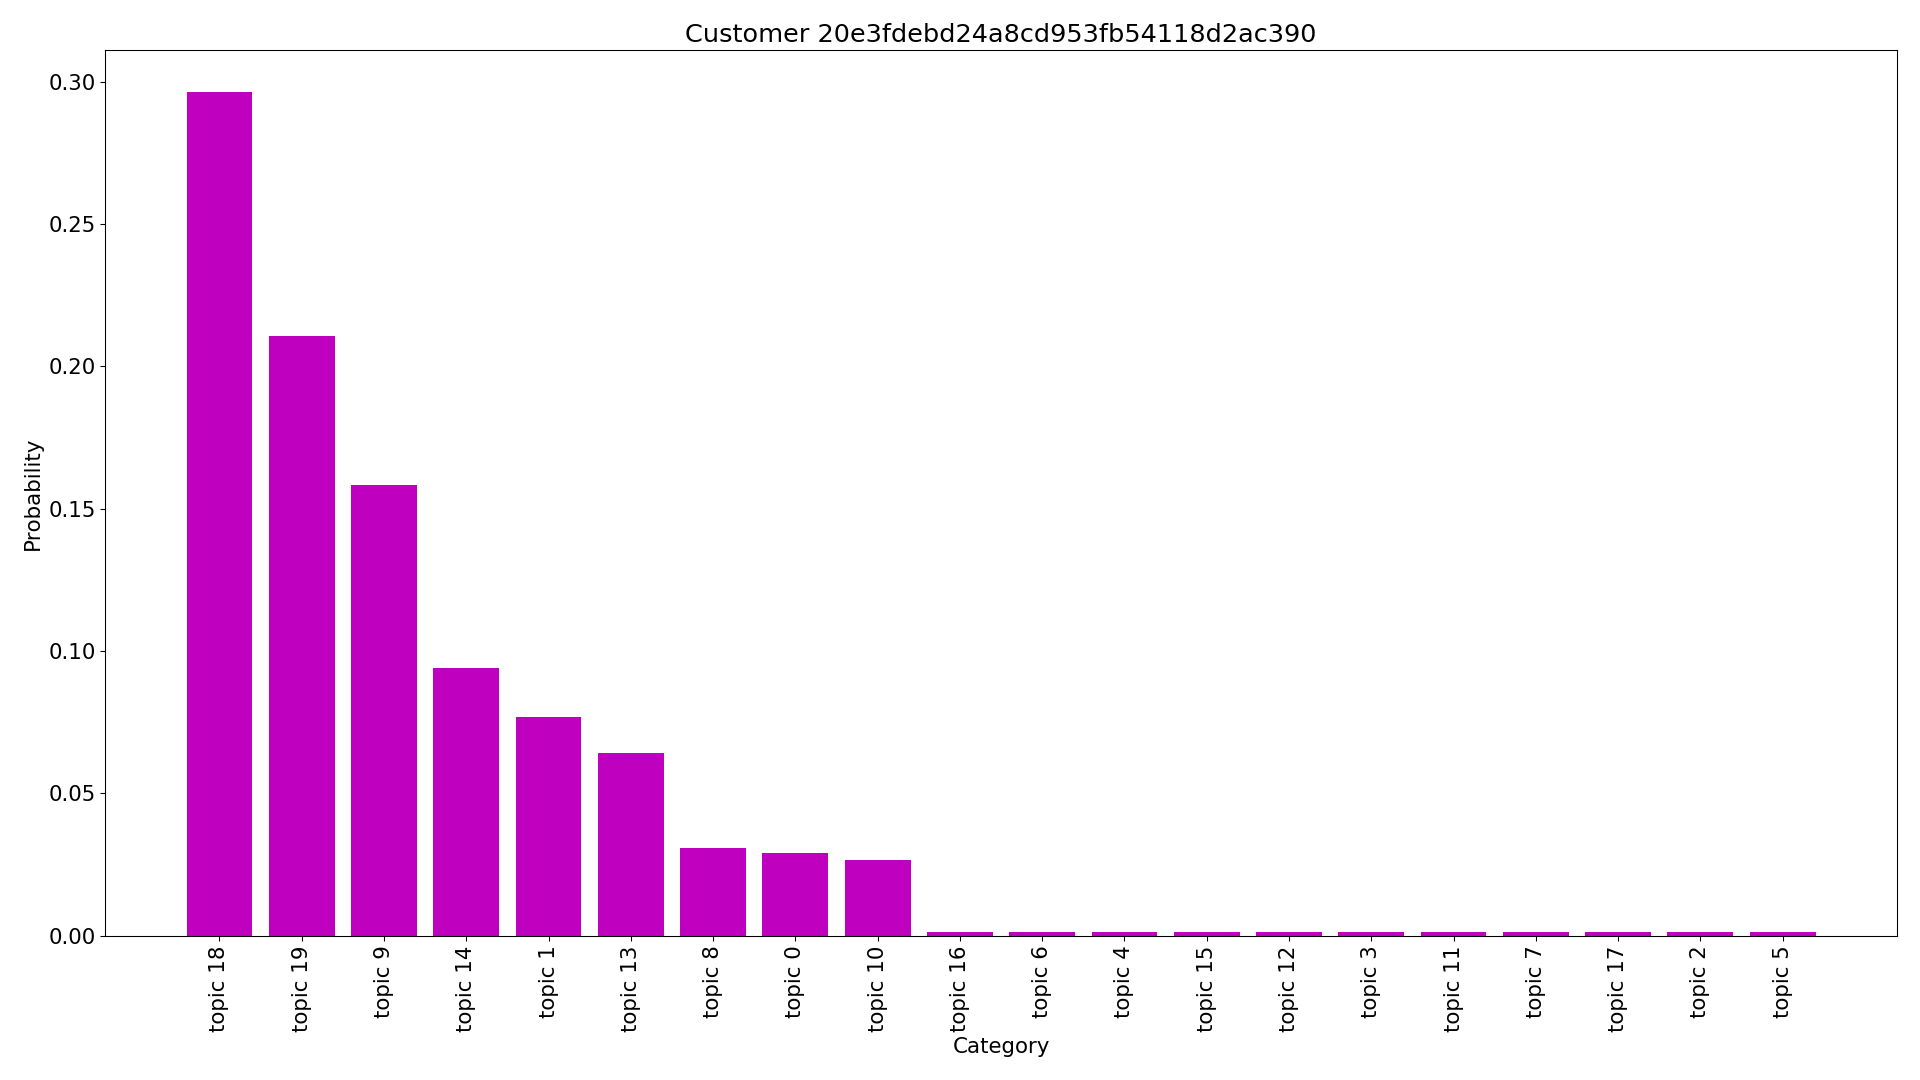 Customer 20e3fdebd24a8cd953fb54118d2ac390
Probability
0.30
0.25
0.20
0.15
0.10
0.05
0.00
topic 18
topic 19
topic 9
topic 14
topic 1
topic 13
topic 8
topic 0
topic 10
topic 16
topic 6
topic 4
topic 15
topic 12
topic 3
topic 11
topic 7
topic 17
topic 2
topic 5
Category